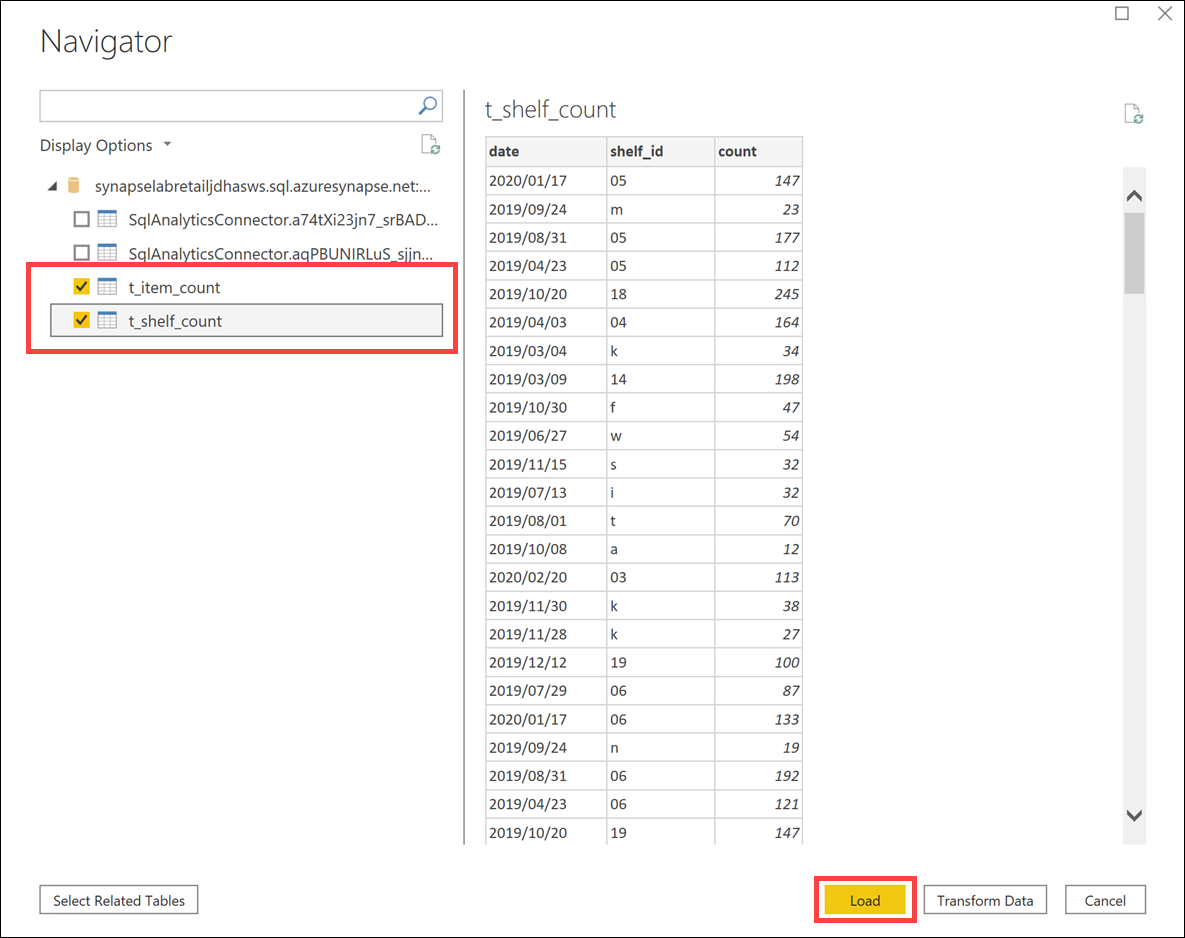 Navigator
Display Options
synapselabretailjdhasws.sql.azuresynapse.net:...
SqlAnalyticsConnector.a74tXi23jn7_srBAD...
SqlAnalyticsConnector.aqPBUNIRLuS_sjjn...
t_item_count
t_shelf_count
t_shelf_count
date shelf_id count
2020/01/17 05 147
2019/09/24 m 23
2019/08/31 05 177
2019/04/23 05 112
2019/10/20 18 245
2019/04/03 04 164
2019/03/04 k 34
2019/03/09 14 198
2019/10/30 f 47
2019/06/27 w 54
2019/11/15 s 32
2019/07/13 i 32
2019/08/01 t 70
2019/10/08 a 12
2020/02/20 03 113
2019/11/30 k 38
2019/11/28 k 27
2019/12/12 19 100
2019/07/29 06 87
2020/01/17 06 133
2019/09/24 n 19
2019/08/31 06 192
2019/04/23 06 121
2019/10/20 19 147
Select Related Tables Load Transform Data Cancel